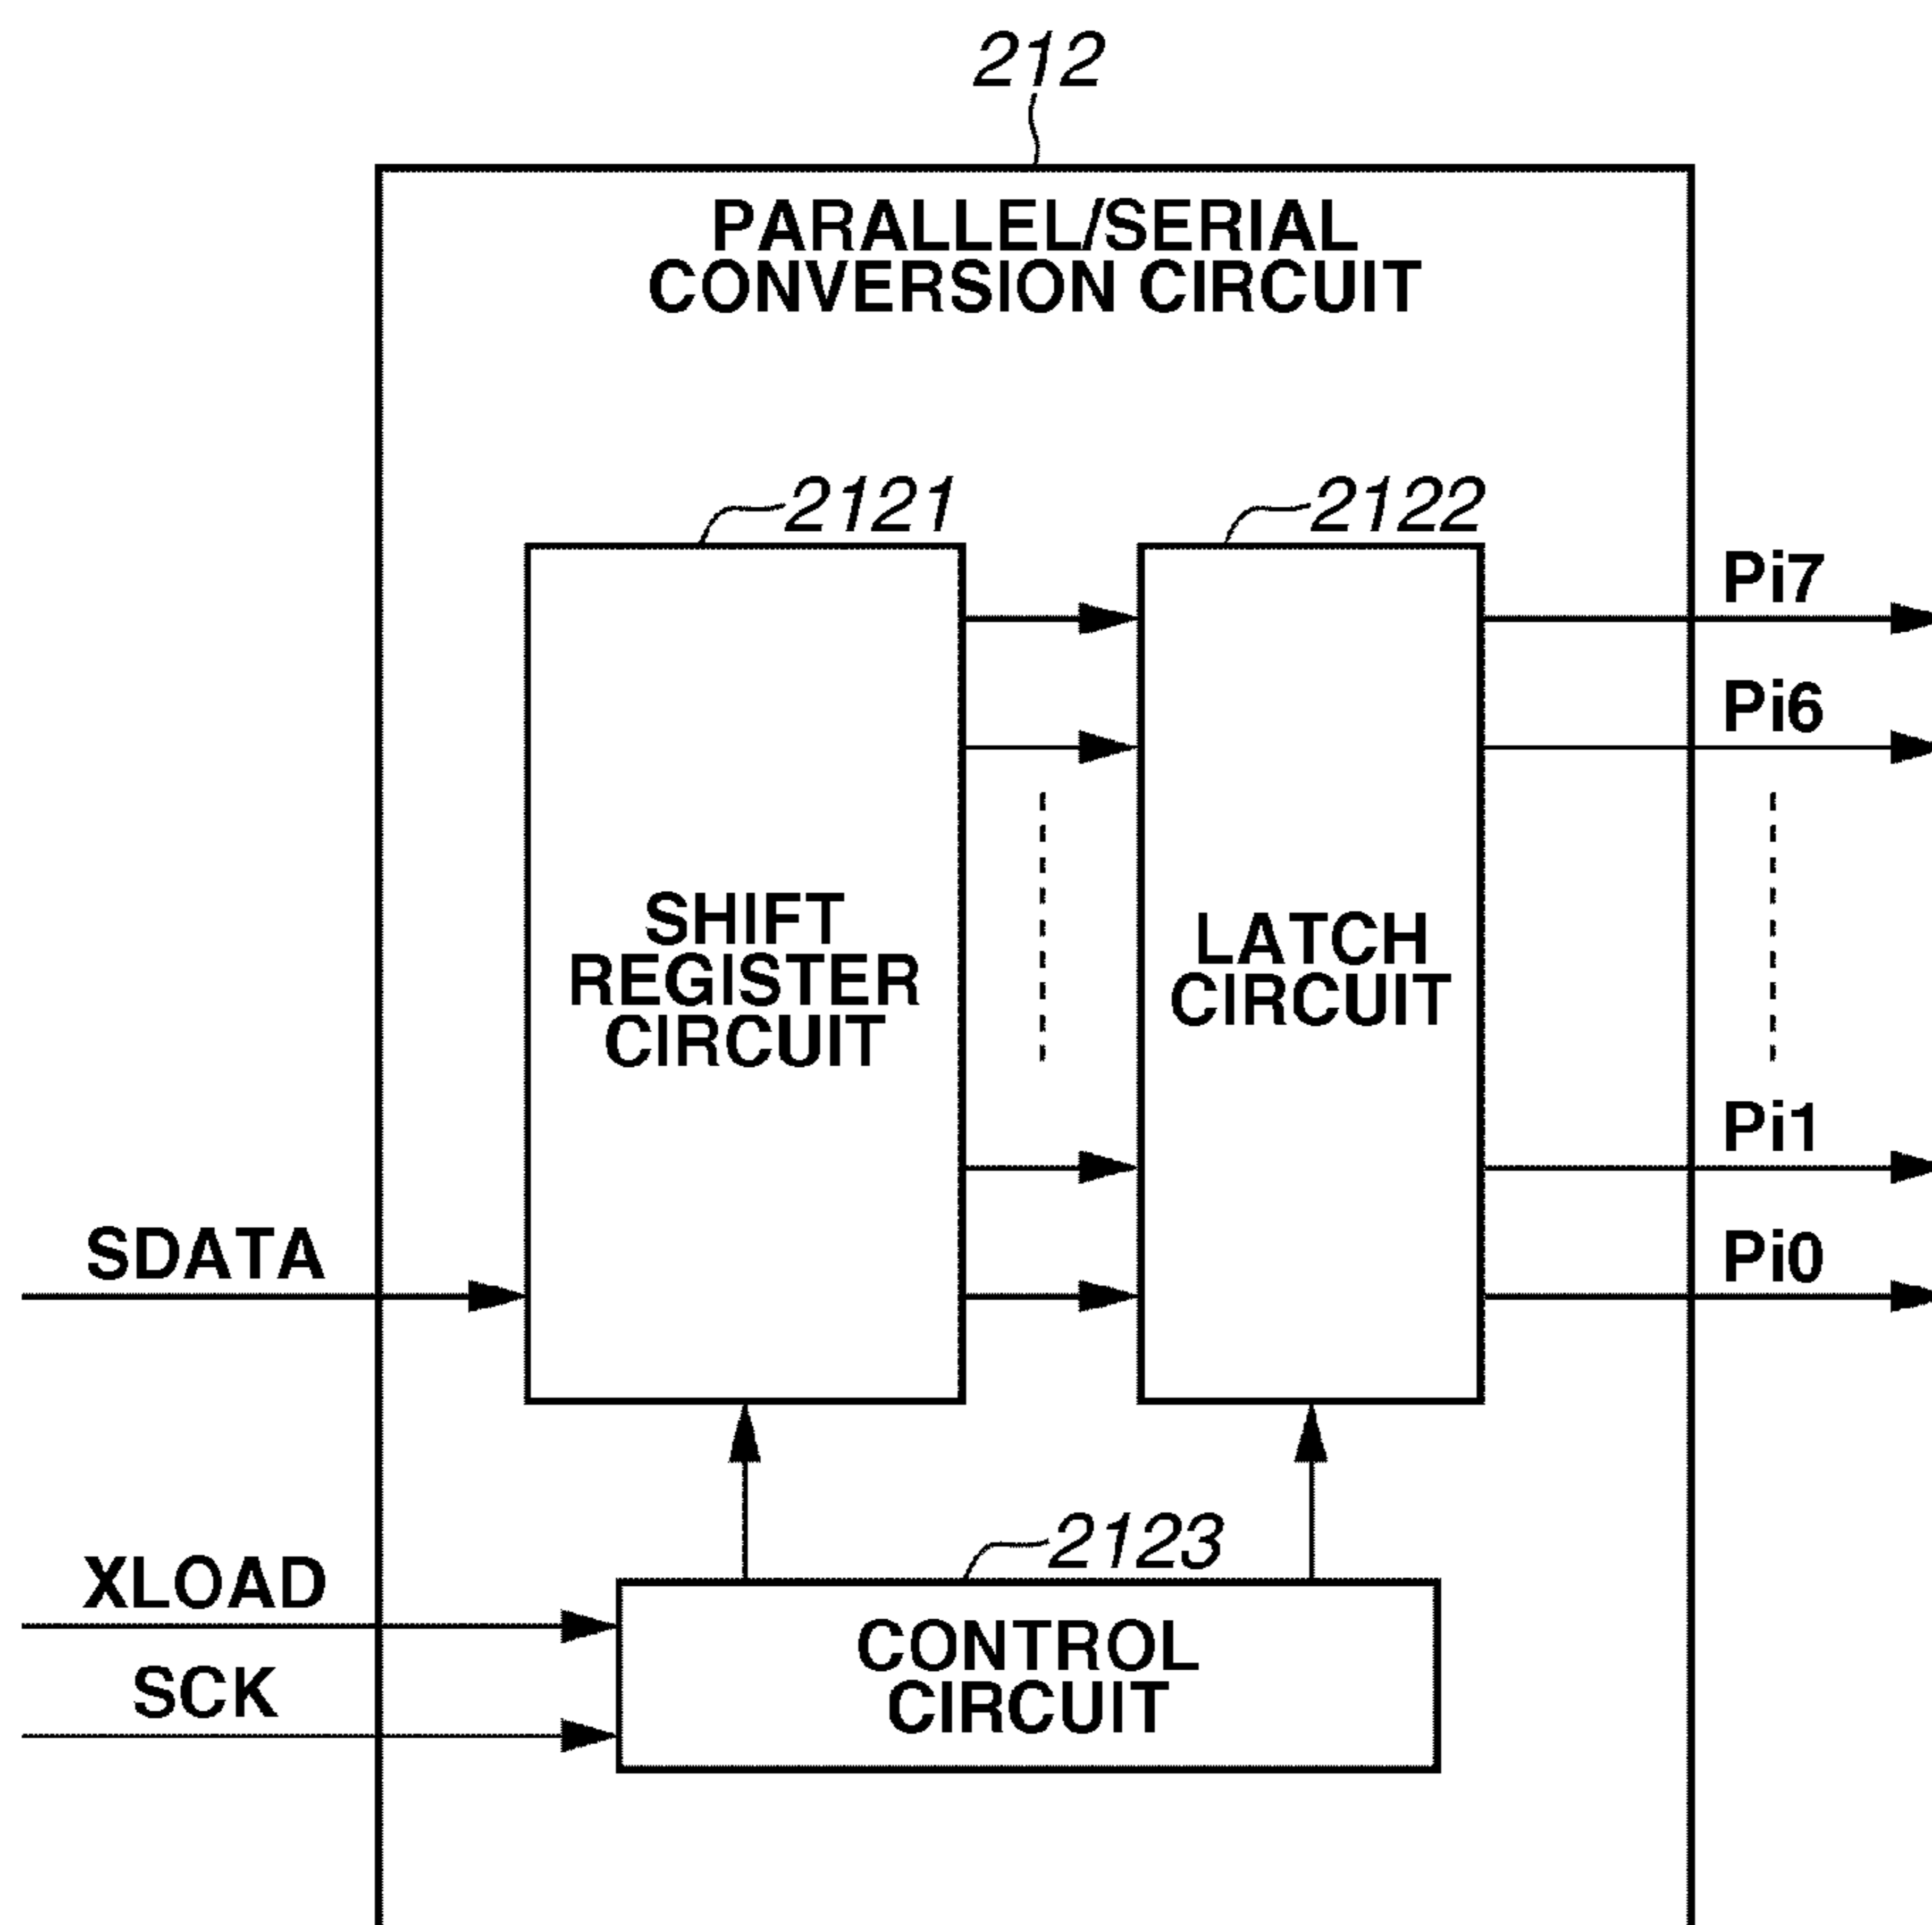 212
PARALLEL/SERIAL
CONVERSION CIRCUIT
2121
2122
Pi7
Pi6
SHIFT
REGISTER
CIRCUIT
LATCH
CIRCUIT
Pi1
SDATA
Pi0
2123
XLOAD
SCK
CONTROL
CIRCUIT